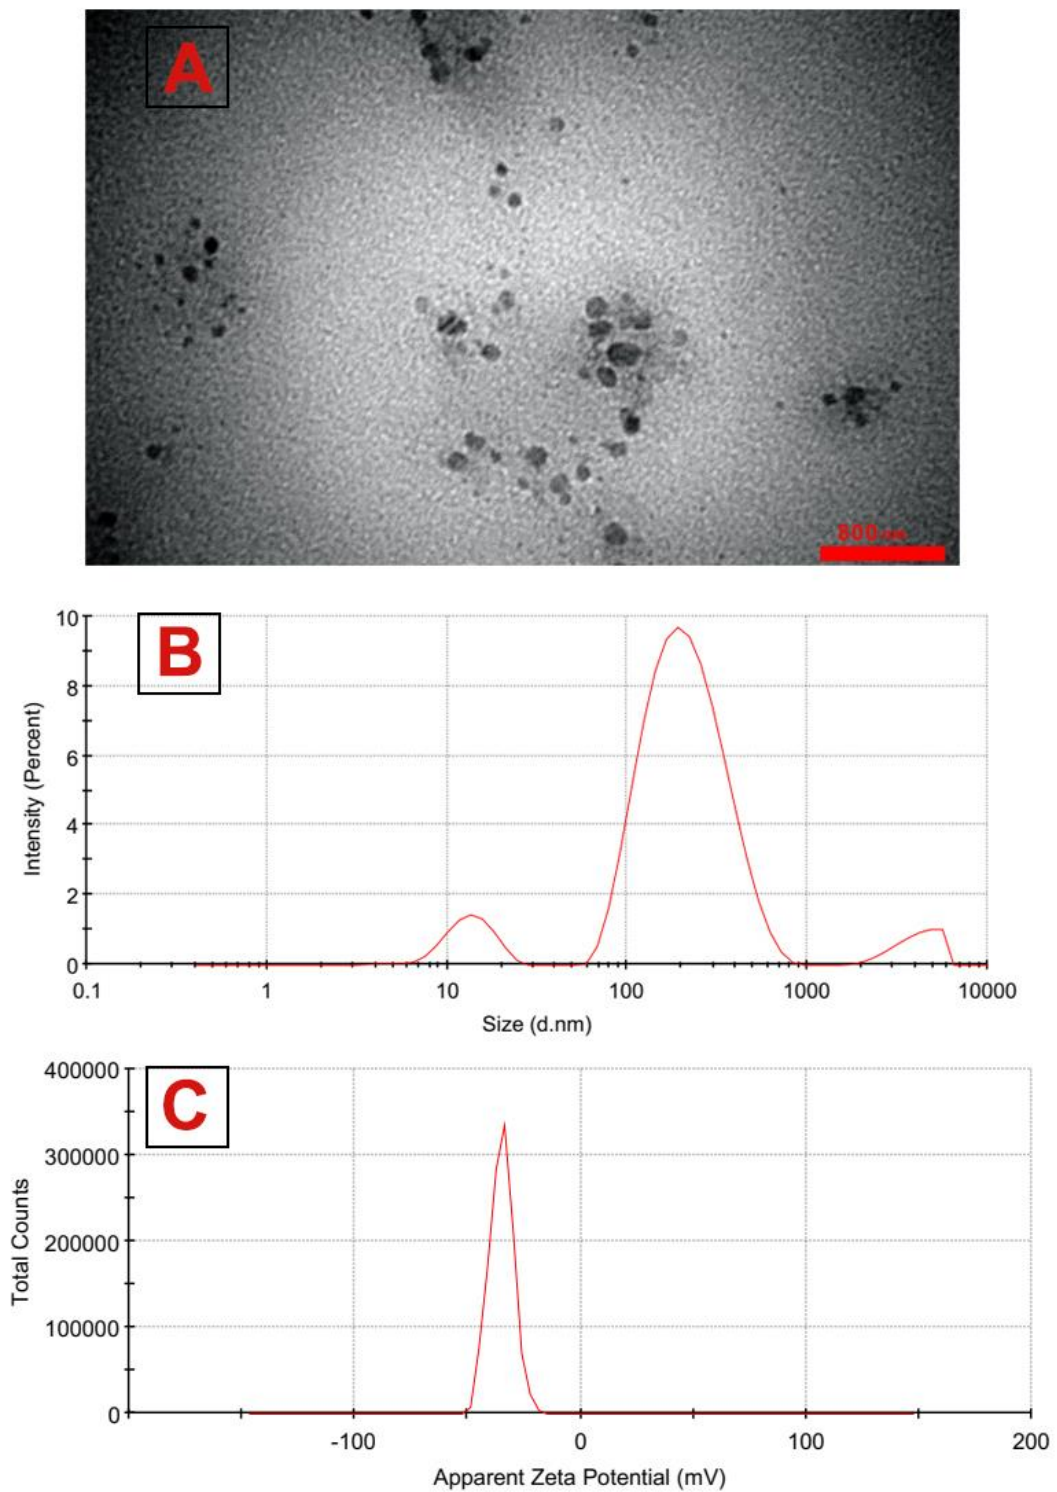 A
800 nm
B
10
8
6
4
2
0
Intensity (Percent)
0.1 1 10 100 1000 10000
Size (d.nm)
C
400000
300000
200000
100000
0
Total Counts
-100 0 100 200
Apparent Zeta Potential (mV)